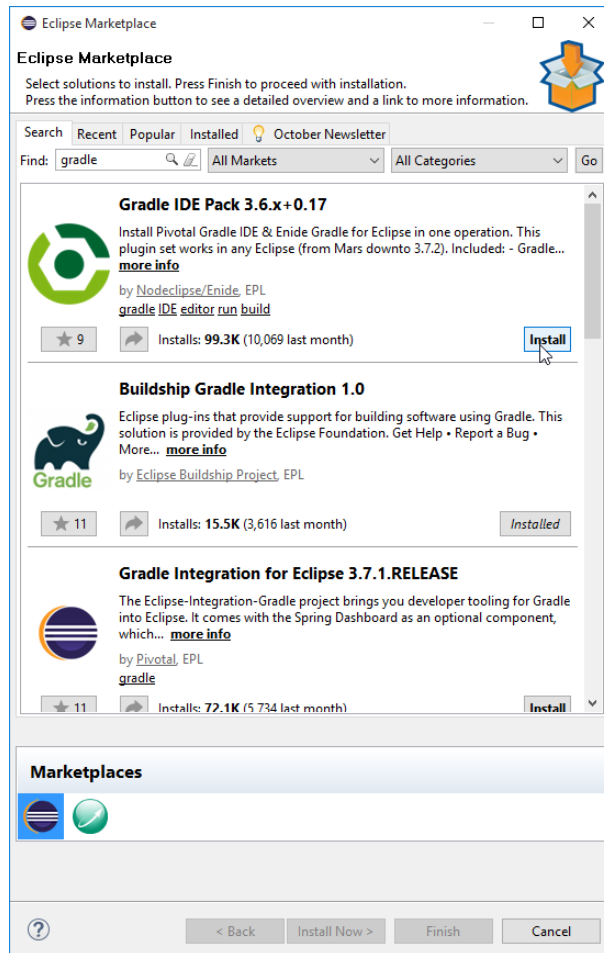 Eclipse Marketplace
Eclipse Marketplace
Select solutions to install. Press Finish to proceed with installation.
Press the information button to see a detailed overview and a link to more information.
Search Recent Popular Installed October Newsletter
Find: gradle All Markets All Categories Go
Gradle IDE Pack 3.6.x+0.17
Install Pivotal Gradle IDE & Enide Gradle for Eclipse in one operation. This
plugin set works in any Eclipse (from Mars downto 3.7.2). Included: - Gradle...
more info
by Nodeclipse/Enide, EPL
gradle IDE editor run build
9 Installs: 99.3K (10,069 last month) Install
Buildship Gradle Integration 1.0
Eclipse plug-ins that provide support for building software using Gradle. This
solution is provided by the Eclipse Foundation. Get Help • Report a Bug •
More... more info
Gradle
by Eclipse Buildship Project, EPL
11 Installs: 15.5K (3,616 last month) Installed
Gradle Integration for Eclipse 3.7.1.RELEASE
The Eclipse-Integration-Gradle project brings you developer tooling for Gradle
into Eclipse. It comes with the Spring Dashboard as an optional component,
which... more info
by Pivotal, EPL
gradle
11 Installs: 72.1K (5,734 last month) Install
Marketplaces
? < Back Install Now > Finish Cancel